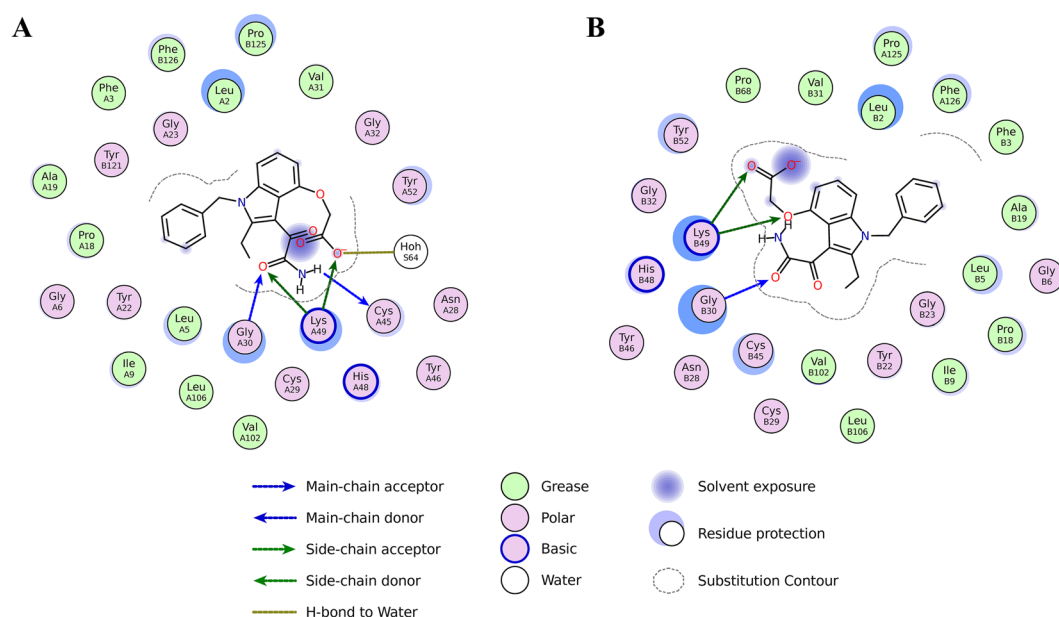 A
Phe
B126
Pro
B125
Phe
A3
Leu
A2
Val
A31
Gly
A23
Gly
A32
Tyr
B121
Ala
A19
Tyr
A52
O
N
O
O
O
O⁻
Hoh
S64
Pro
A18
O
N
H
H
Gly
A6
Tyr
A22
Leu
A5
Gly
A30
Lys
A49
Cys
A45
Asn
A28
Ile
A9
Leu
A106
Cys
A29
His
A48
Tyr
A46
Val
A102
B
Pro
A125
Pro
B68
Val
B31
Leu
B2
Phe
A126
Tyr
B52
Phe
B3
O
O⁻
Gly
B32
Ala
B19
O
Lys
B49
H
N
H
N
O
O
His
B48
Leu
B5
Gly
B6
Gly
B30
Gly
B23
Tyr
B46
Cys
B45
Pro
B18
Asn
B28
Val
B102
Tyr
B22
Ile
B9
Cys
B29
Leu
B106
Main-chain acceptor
Main-chain donor
Side-chain acceptor
Side-chain donor
H-bond to Water
Grease
Polar
Basic
Water
Solvent exposure
Residue protection
Substitution Contour